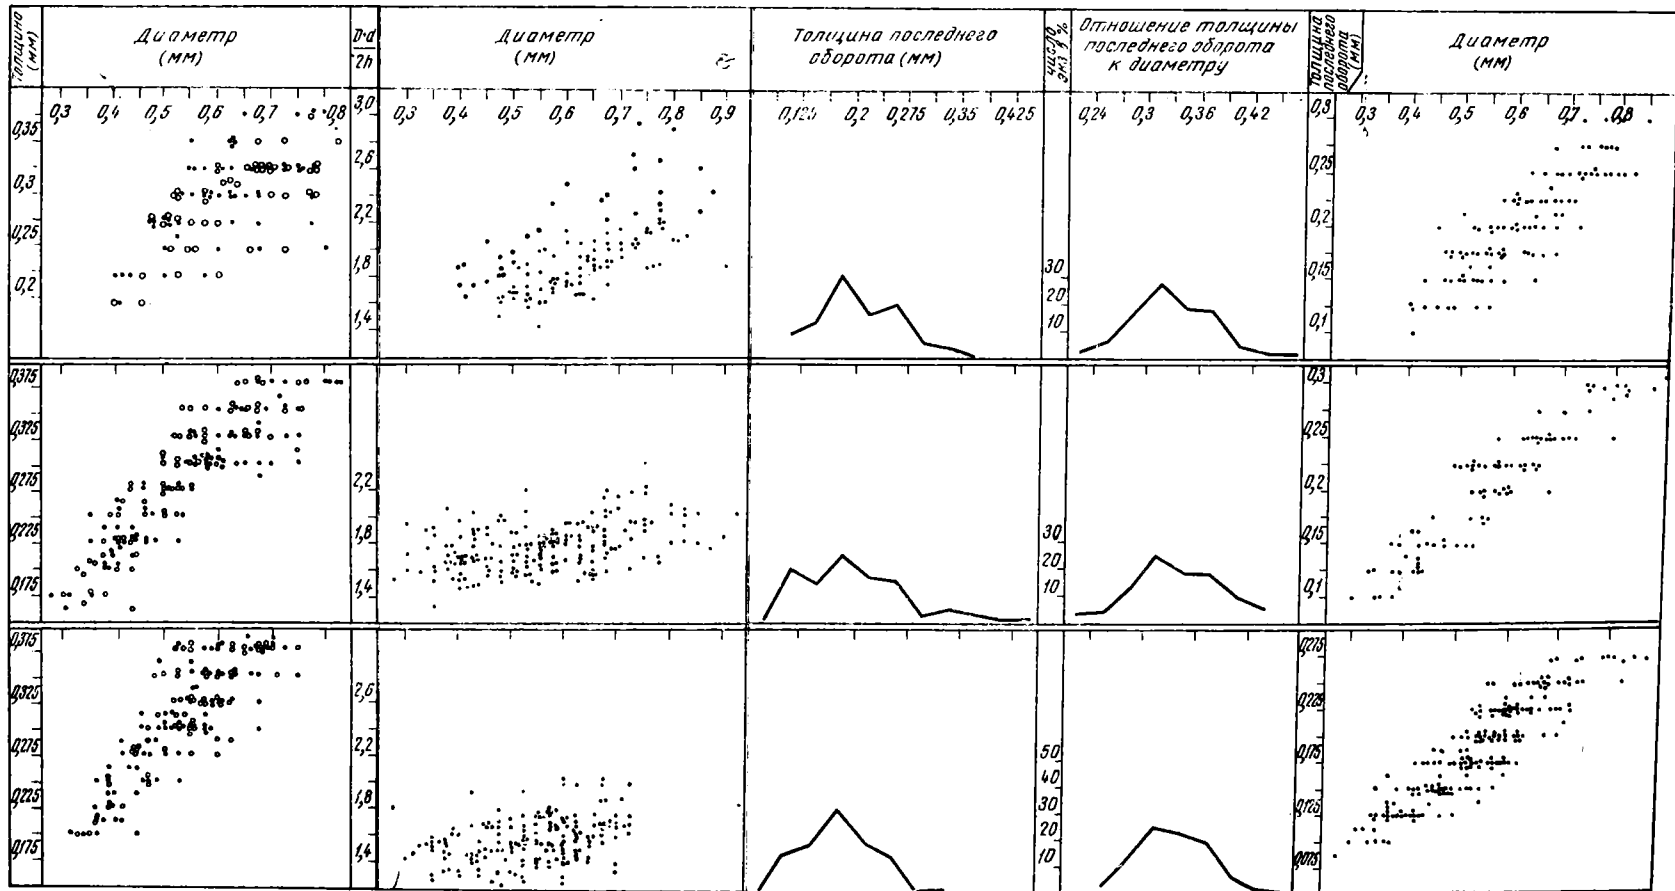 Толщина (мм)
Диаметр
(мм)
D·d
2h
Диаметр
(мм)
Толщина последнего
оборота (мм)
число
экз в %
Отношение толщины
последнего оборота
к диаметру
Толщина
последнего
оборота
(мм)
Диаметр
(мм)
0,3 0,4 0,5 0,6 0,7 0,8
3,0
0,3 0,4 0,5 0,6 0,7 0,8 0,9
0,125 0,2 0,275 0,35 0,425
0,24 0,3 0,36 0,42
0,3 0,4 0,5 0,6 0,7 0,8
0,35
0,3
0,25
0,2
2,6
2,2
1,8
1,4
30
20
10
0,25
0,2
0,15
0,1
0,375
0,325
0,275
0,225
0,175
2,2
1,8
1,4
30
20
10
0,3
0,25
0,2
0,15
0,1
0,375
0,325
0,275
0,225
0,175
2,6
2,2
1,8
1,4
50
40
30
20
10
0,275
0,225
0,175
0,125
0,075